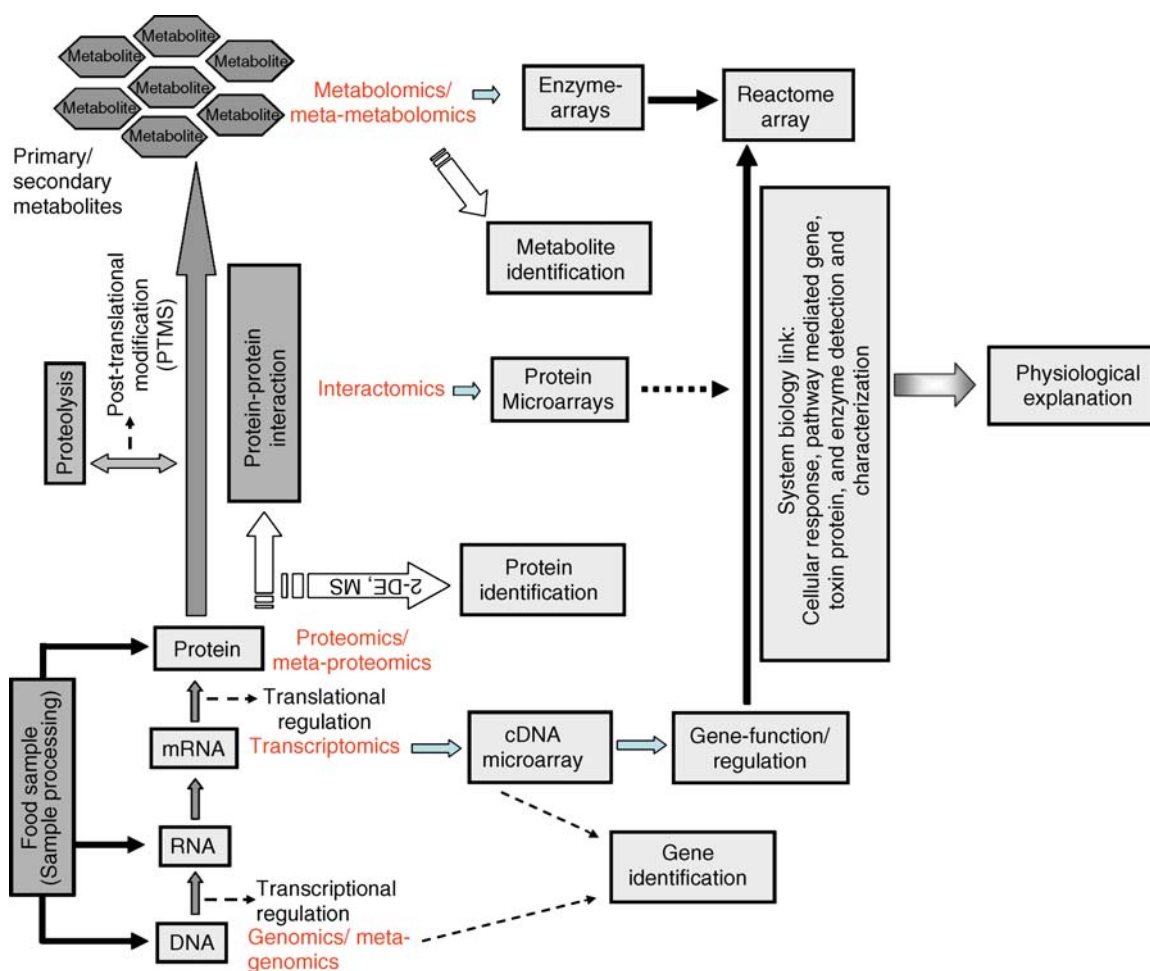 Metabolite
Metabolite
Metabolite
Metabolite
Metabolite
Metabolite
Metabolite
Primary/
secondary
metabolites
Metabolomics/
meta-metabolomics
Enzyme-
arrays
Reactome
array
Metabolite
identification
Post-translational
modification
(PTMS)
Proteolysis
Protein-protein
interaction
Interactomics
Protein
Microarrays
System biology link:
Cellular response, pathway mediated gene,
toxin protein, and enzyme detection and
characterization
Physiological
explanation
2-DE, MS
Protein
identification
Protein
Proteomics/
meta-proteomics
Translational
regulation
mRNA
Transcriptomics
cDNA
microarray
Gene-function/
regulation
Food sample
(Sample processing)
RNA
Gene
identification
Transcriptional
regulation
DNA
Genomics/ meta-
genomics